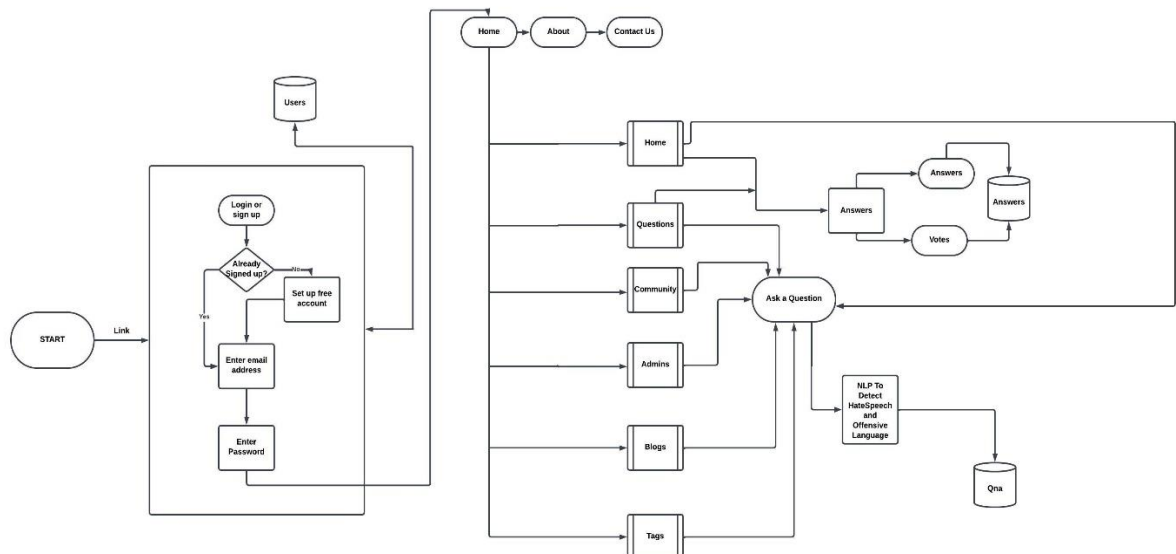 Home
About
Contact Us
Users
Home
Answers
Answers
Answers
Login or
sign up
Questions
Votes
Already
Signed up?
No
Community
Set up free
account
Ask a Question
Yes
Link
START
Enter email
address
Admins
NLP To
Detect
HateSpeech
and
Offensive
Language
Enter
Password
Blogs
Qna
Tags